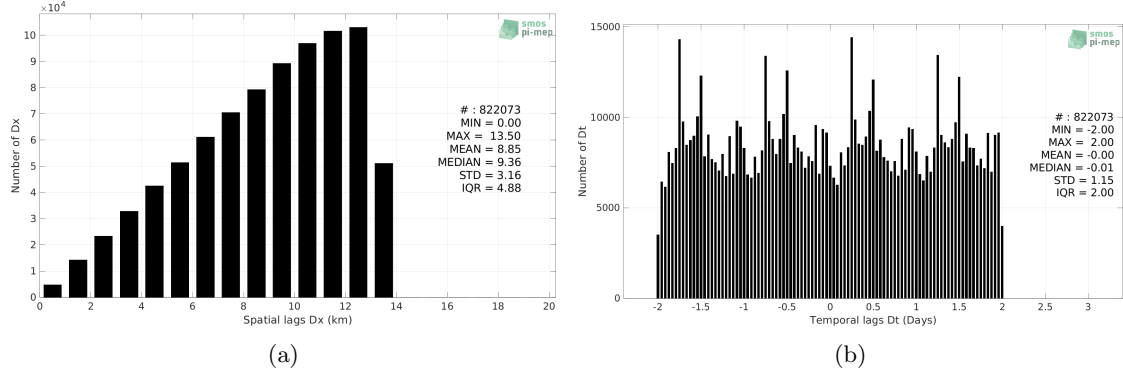 ×10⁴
10
9
8
7
6
5
4
3
2
1
0
0 2 4 6 8 10 12 14 16 18 20
Number of Dx
Spatial lags Dx (km)
smos
pi-mep
# : 822073
MIN = 0.00
MAX = 13.50
MEAN = 8.85
MEDIAN = 9.36
STD = 3.16
IQR = 4.88
(a)
15000
10000
5000
0
-2 -1.5 -1 -0.5 0 0.5 1 1.5 2 2.5 3
Number of Dt
Temporal lags Dt (Days)
smos
pi-mep
# : 822073
MIN = -2.00
MAX = 2.00
MEAN = -0.00
MEDIAN = -0.01
STD = 1.15
IQR = 2.00
(b)